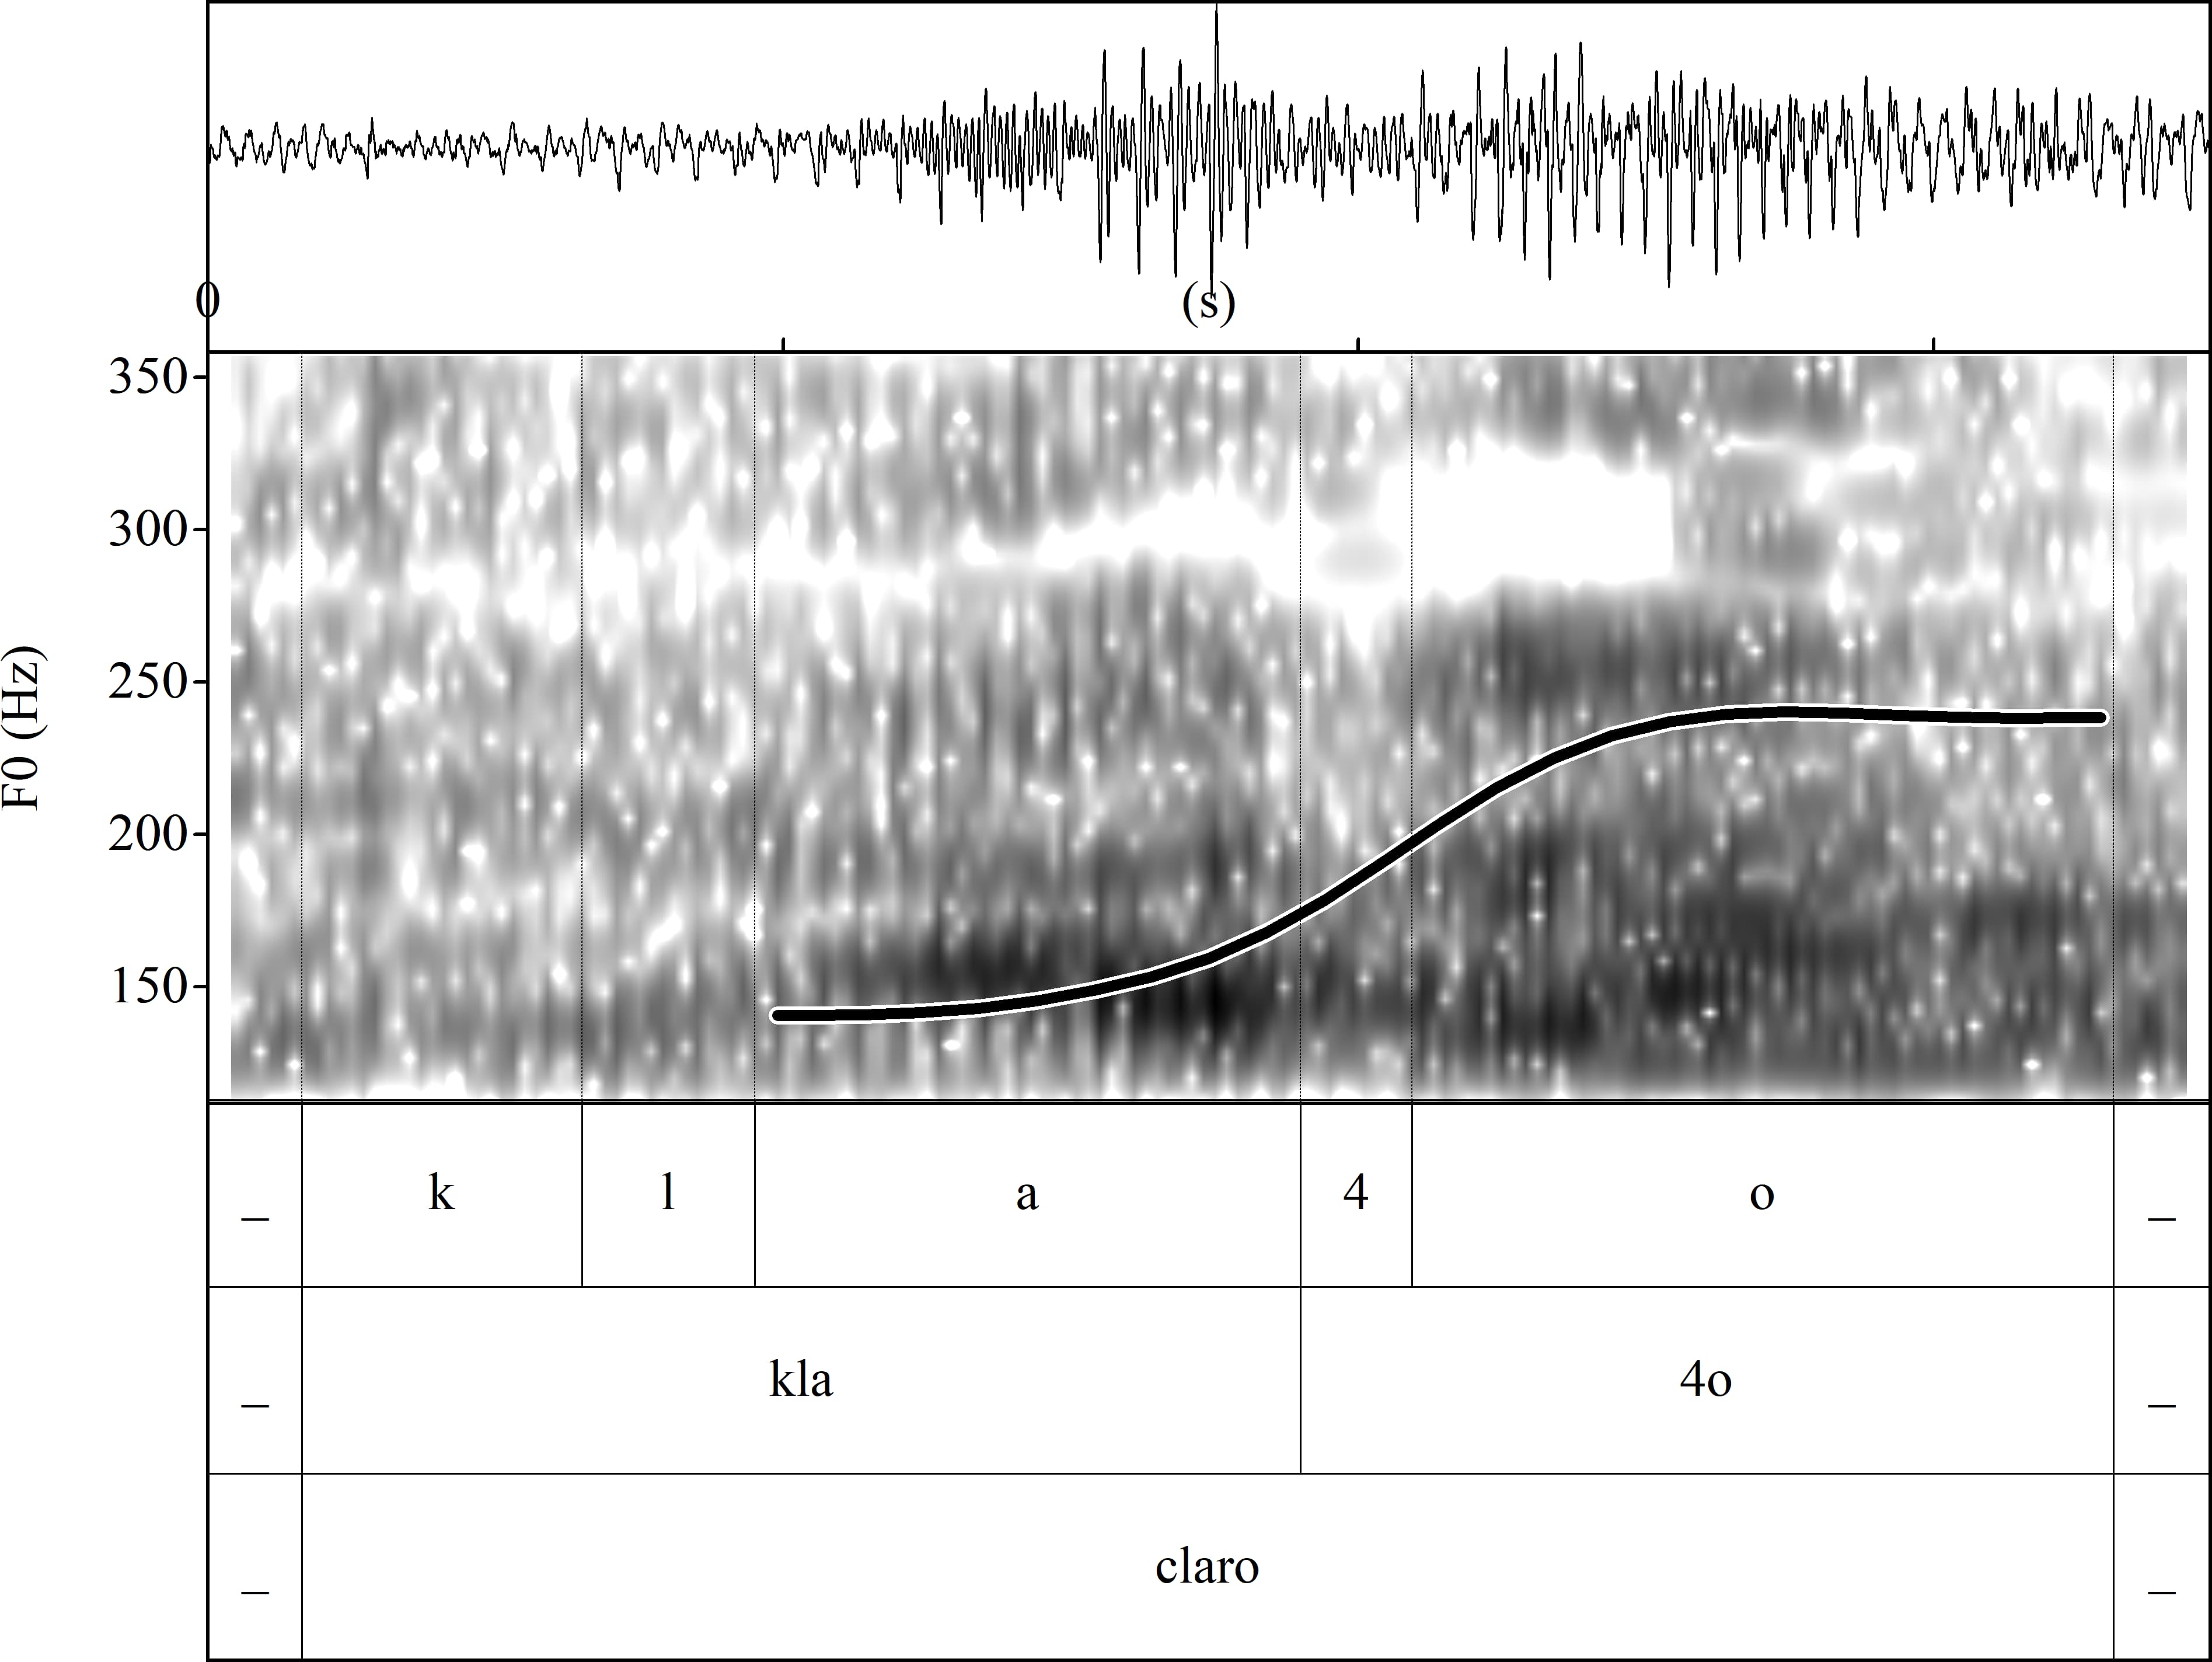 0 (s)
350
300
250
200
150
F0 (Hz)
_ k l a 4 o _
_ kla 4o _
_ claro _